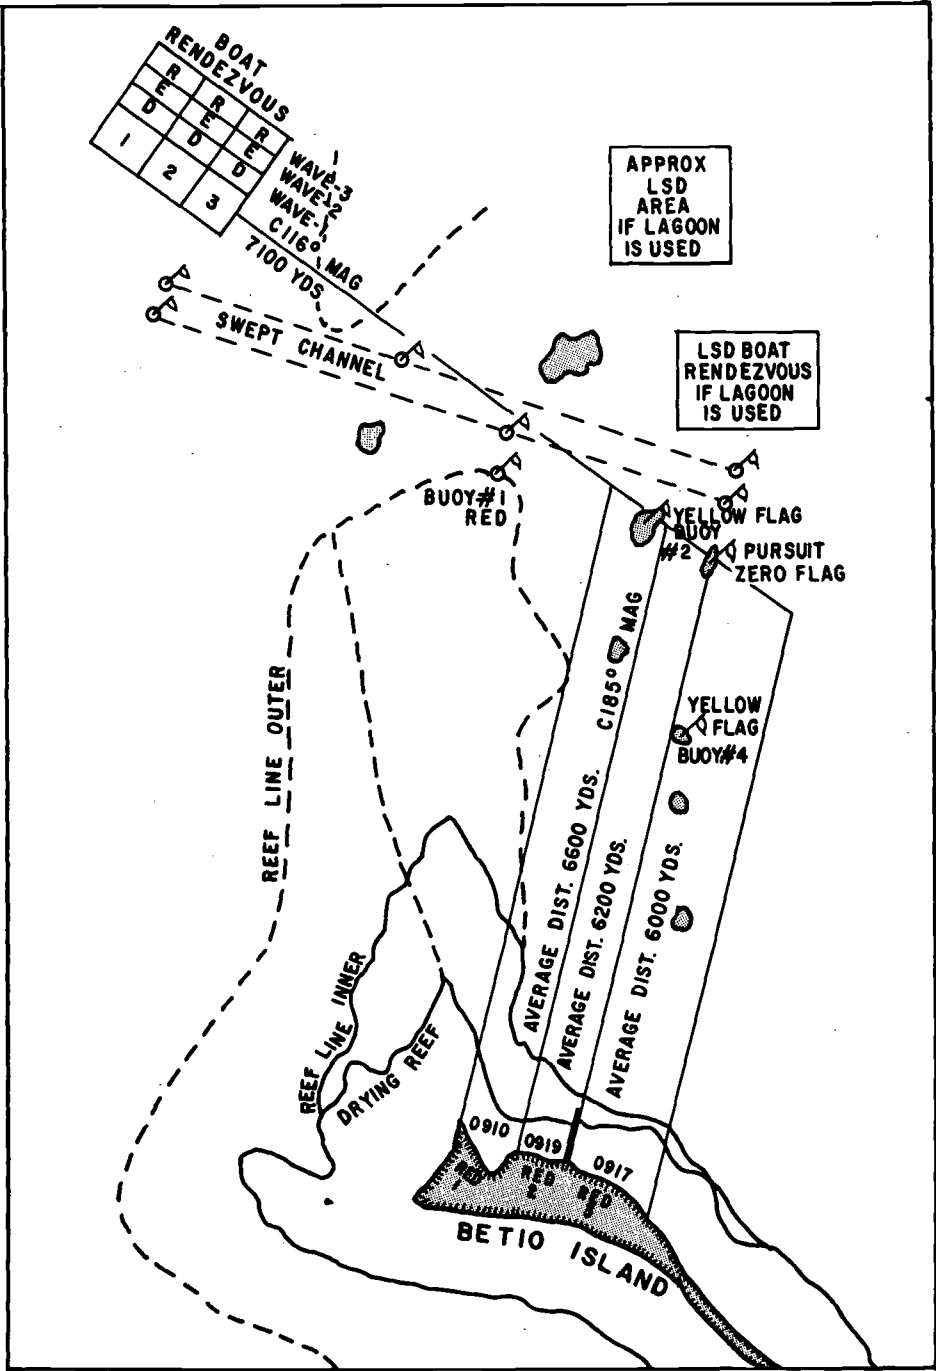 BOAT
RENDEZVOUS
R R R
E E E
D D D
1 2 3
WAVE-3
WAVE-2
WAVE-1
C116° MAG
7100 YDS
APPROX
LSD
AREA
IF LAGOON
IS USED
SWEPT CHANNEL
LSD BOAT
RENDEZVOUS
IF LAGOON
IS USED
BUOY#1
RED
YELLOW FLAG
BUOY
#2
PURSUIT
ZERO FLAG
C185° MAG
YELLOW
FLAG
BUOY#4
REEF LINE OUTER
AVERAGE DIST. 6600 YDS.
AVERAGE DIST. 6200 YDS.
AVERAGE DIST. 6000 YDS.
REEF LINE INNER
DRYING REEF
0910
0919
0917
RED
1
RED
2
RED
3
BETIO ISLAND